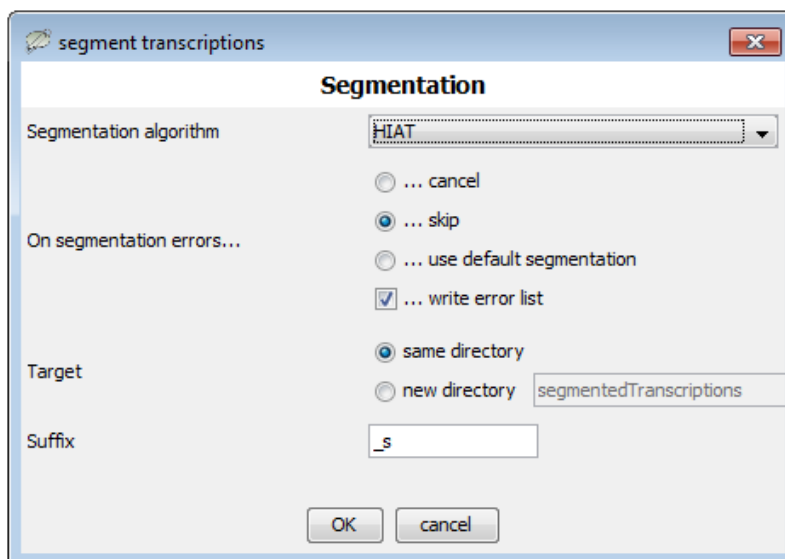 segment transcriptions
Segmentation
Segmentation algorithm HIAT
... cancel
... skip
On segmentation errors...
... use default segmentation
... write error list
same directory
Target
new directory segmentedTranscriptions
Suffix _s
OK cancel